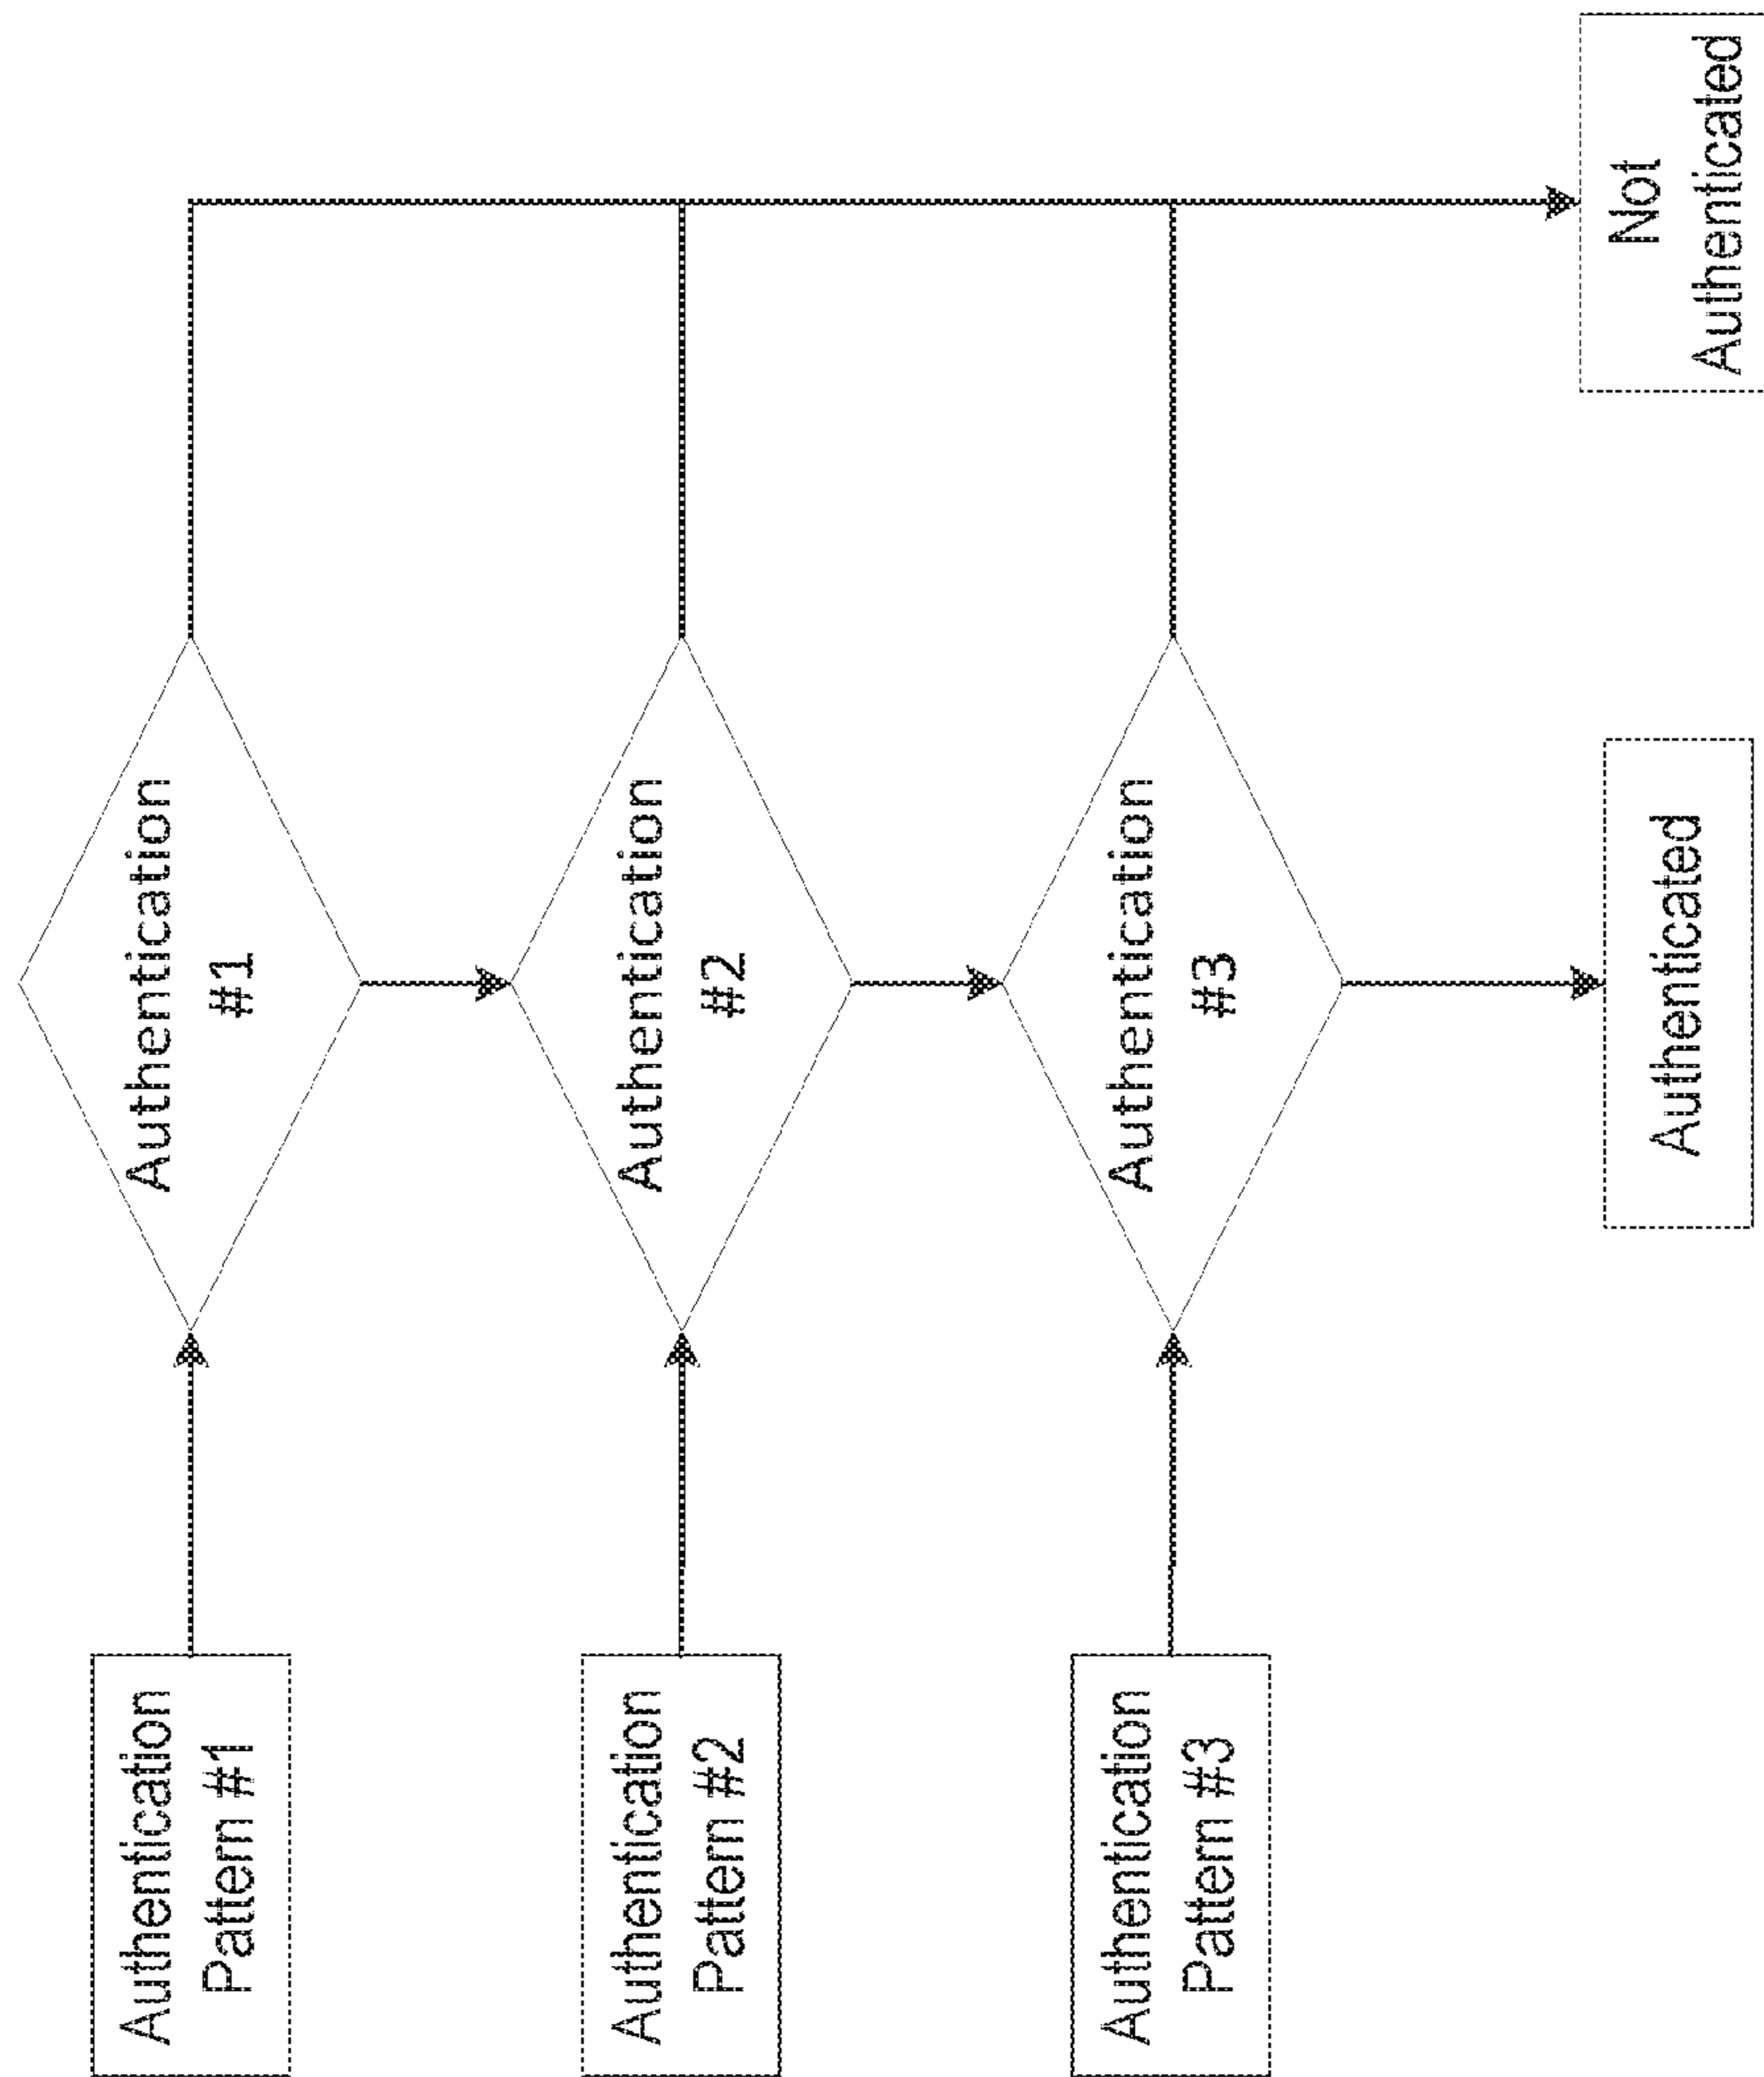 Authentication
Pattern #1
Authentication
#1
Authentication
Pattern #2
Authentication
#2
Authentication
Pattern #3
Authentication
#3
Authenticated
Not
Authenticated